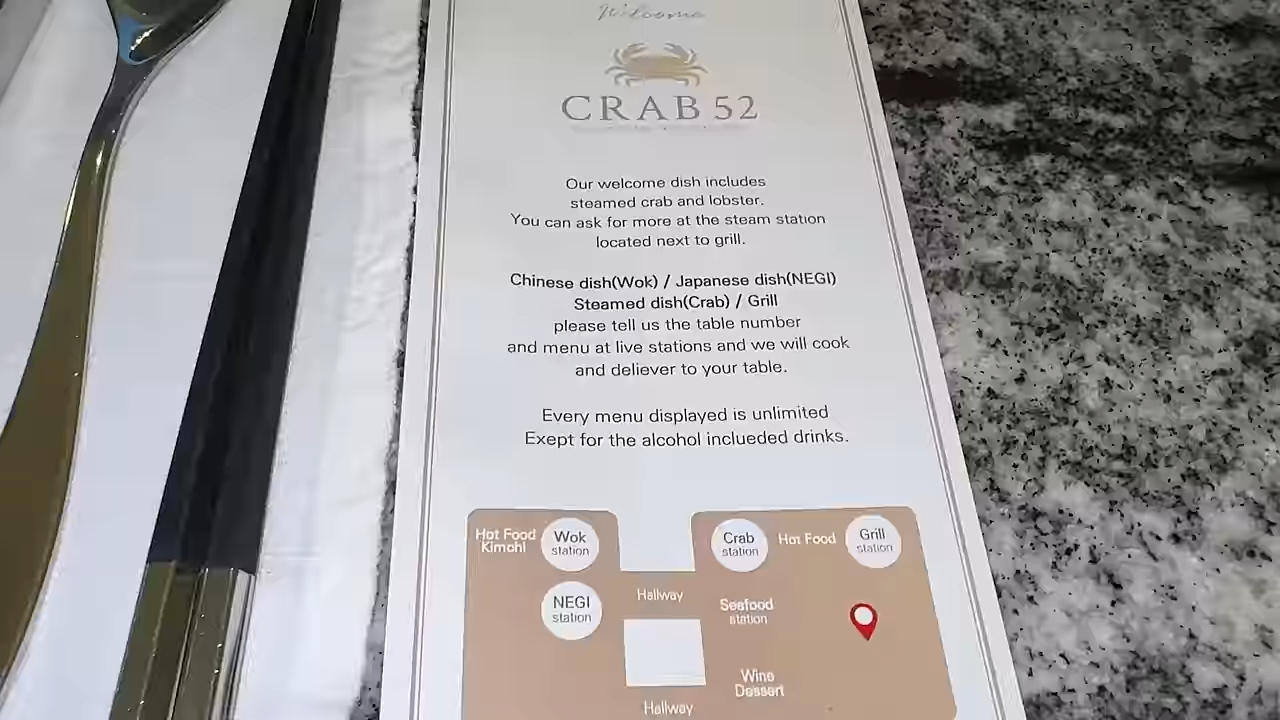 Welcome
CRAB 52
Our welcome dish includes
steamed crab and lobster.
You can ask for more at the steam station
located next to grill.
Chinese dish(Wok) / Japanese dish(NEGI)
Steamed dish(Crab) / Grill
please tell us the table number
and menu at live stations and we will cook
and deliever to your table.
Every menu displayed is unlimited
Exept for the alcohol inclueded drinks.
Hot Food
Kimchi
Wok
station
Crab
station
Hot Food
Grill
station
NEGI
station
Hallway
Seafood
station
Wine
Dessert
Hallway